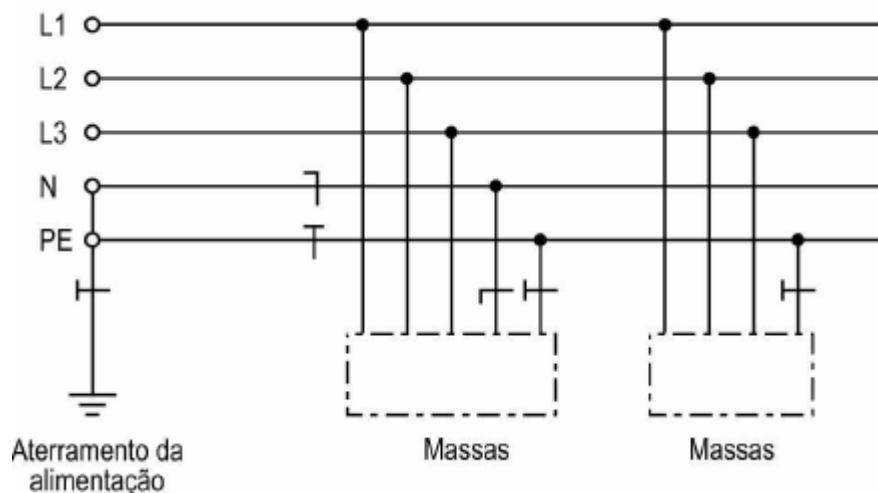 L1
L2
L3
N
PE
Aterramento da
alimentação
Massas
Massas